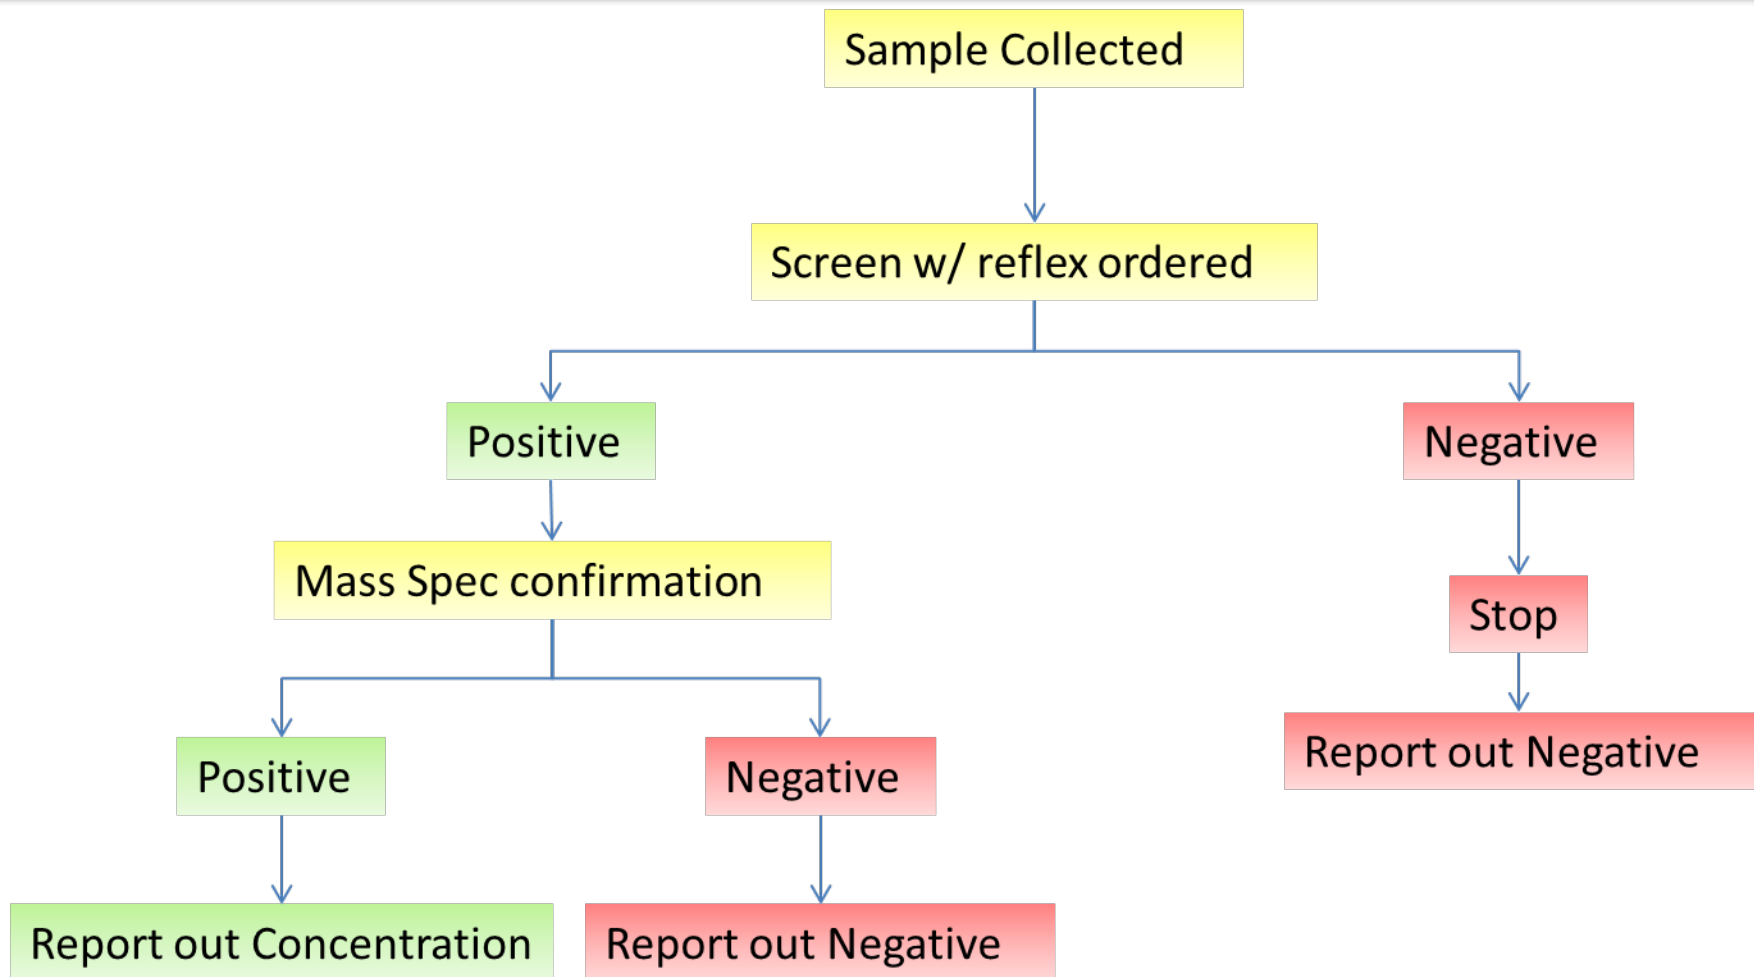 Sample Collected
Screen w/ reflex ordered
Positive
Negative
Mass Spec confirmation
Stop
Report out Negative
Positive
Negative
Report out Concentration
Report out Negative